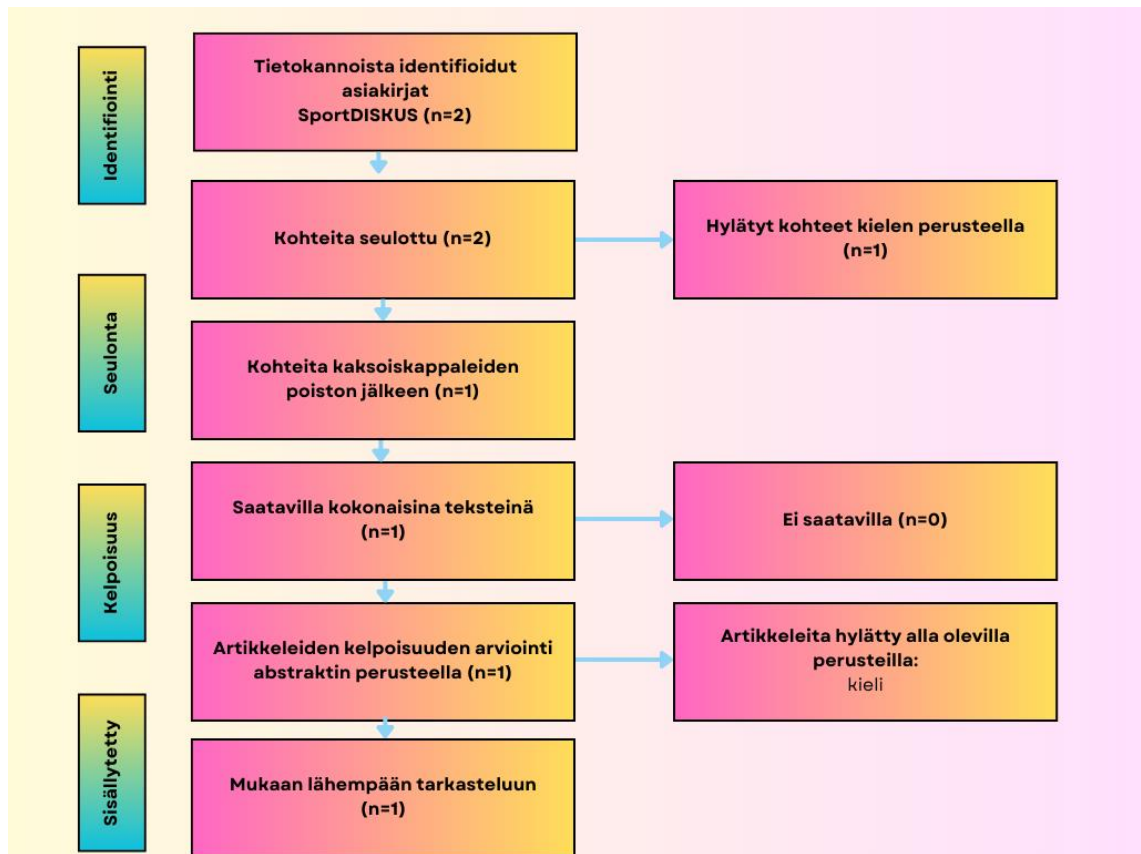 Identifiointi
Tietokannoista identifioidut
asiakirjat
SportDISKUS (n=2)
Kohteita seulottu (n=2)
Hylätyt kohteet kielen perusteella
(n=1)
Seulonta
Kohteita kaksoiskappaleiden
poiston jälkeen (n=1)
Kelpoisuus
Saatavilla kokonaisina teksteinä
(n=1)
Ei saatavilla (n=0)
Artikkeleiden kelpoisuuden arviointi
abstraktin perusteella (n=1)
Artikkeleita hylätty alla olevilla
perusteilla:
kieli
Sisällytetty
Mukaan lähempään tarkasteluun
(n=1)